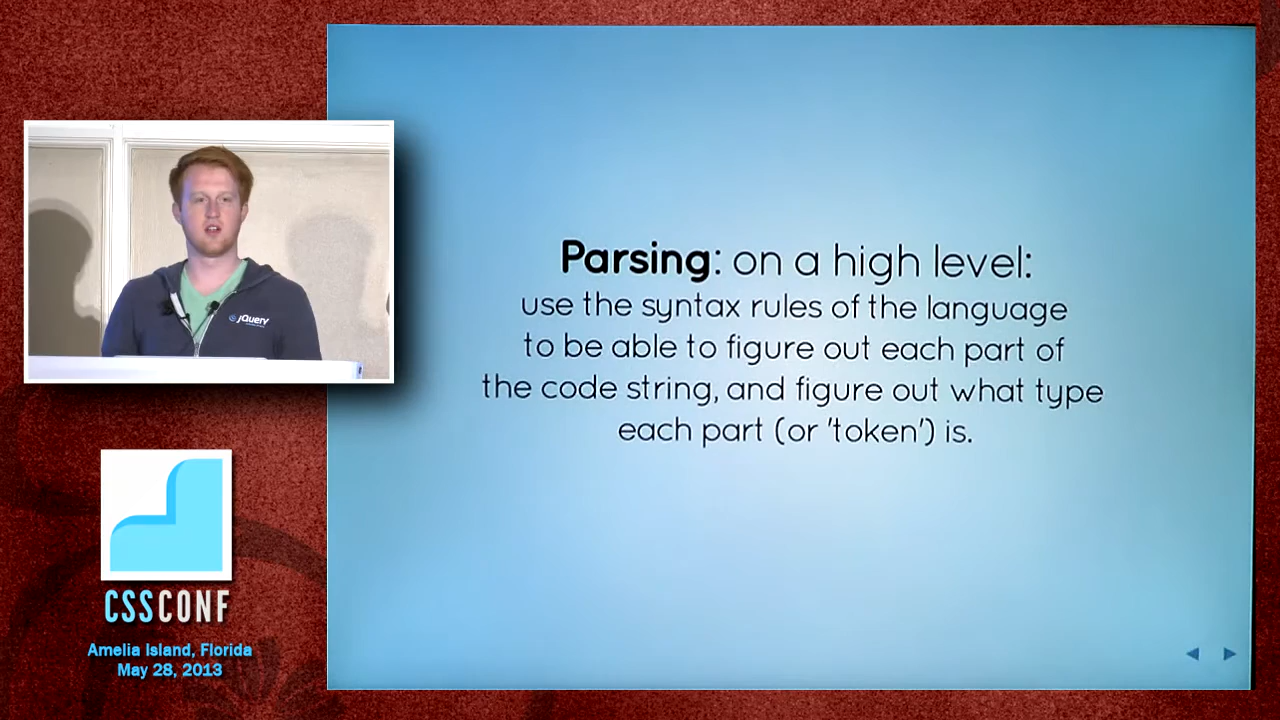 Parsing: on a high level:
use the syntax rules of the language
to be able to figure out each part of
the code string, and figure out what type
each part (or 'token') is.
jQuery
CSSCONF
Amelia Island, Florida
May 28, 2013